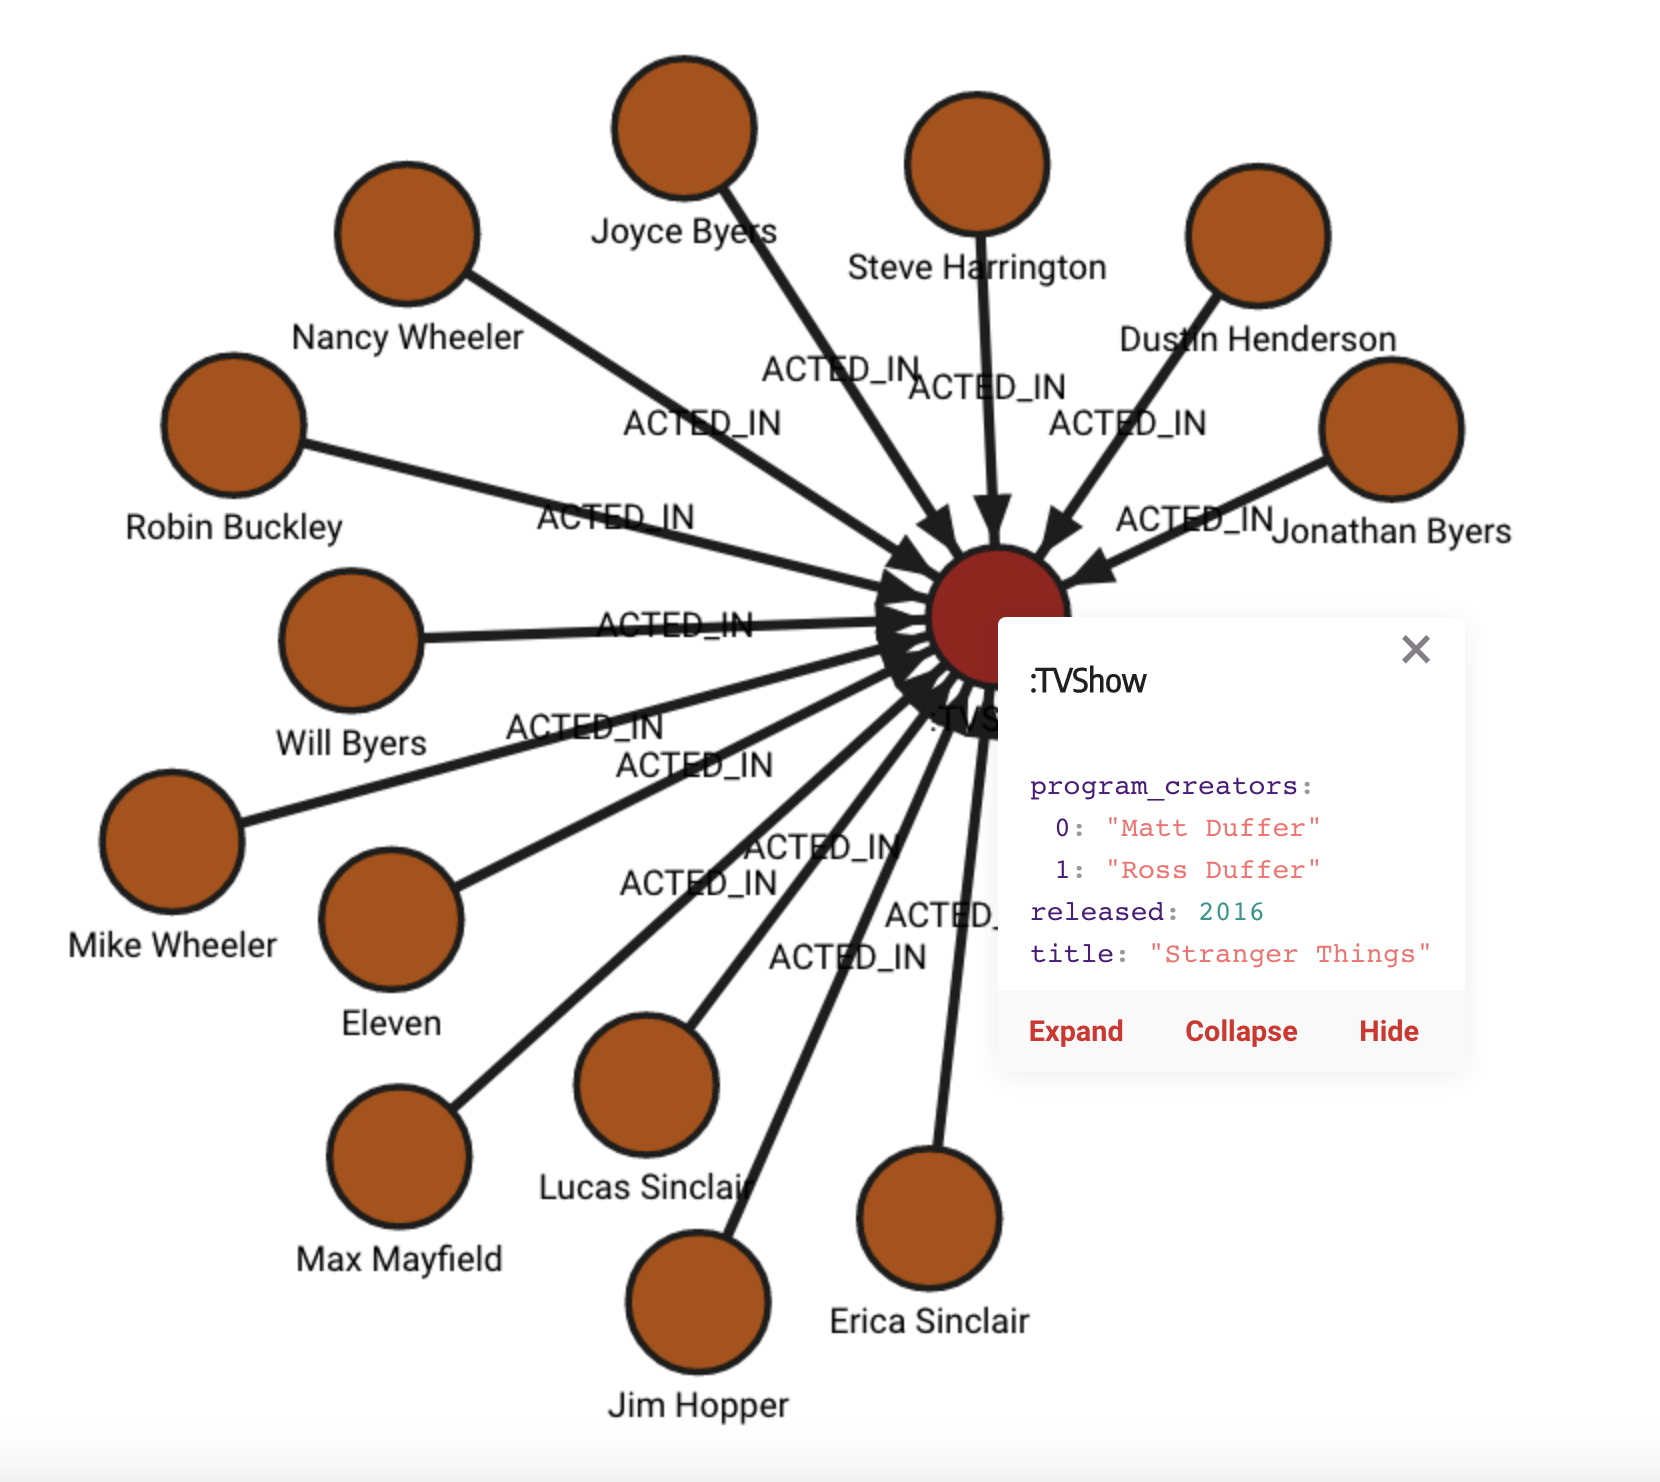 Joyce Byers
Steve Harrington
Nancy Wheeler
Dustin Henderson
ACTED_IN
ACTED_IN
ACTED_IN
ACTED_IN
Robin Buckley
ACTED_IN
ACTED_IN
Jonathan Byers
ACTED_IN
Will Byers
ACTED_IN
ACTED_IN
:TVS
:TVShow
program_creators:
0: "Matt Duffer"
1: "Ross Duffer"
released: 2016
title: "Stranger Things"
Expand Collapse Hide
ACTED_IN
ACTED_IN
ACTED_
ACTED_IN
Mike Wheeler
Eleven
Lucas Sinclair
Max Mayfield
Erica Sinclair
Jim Hopper